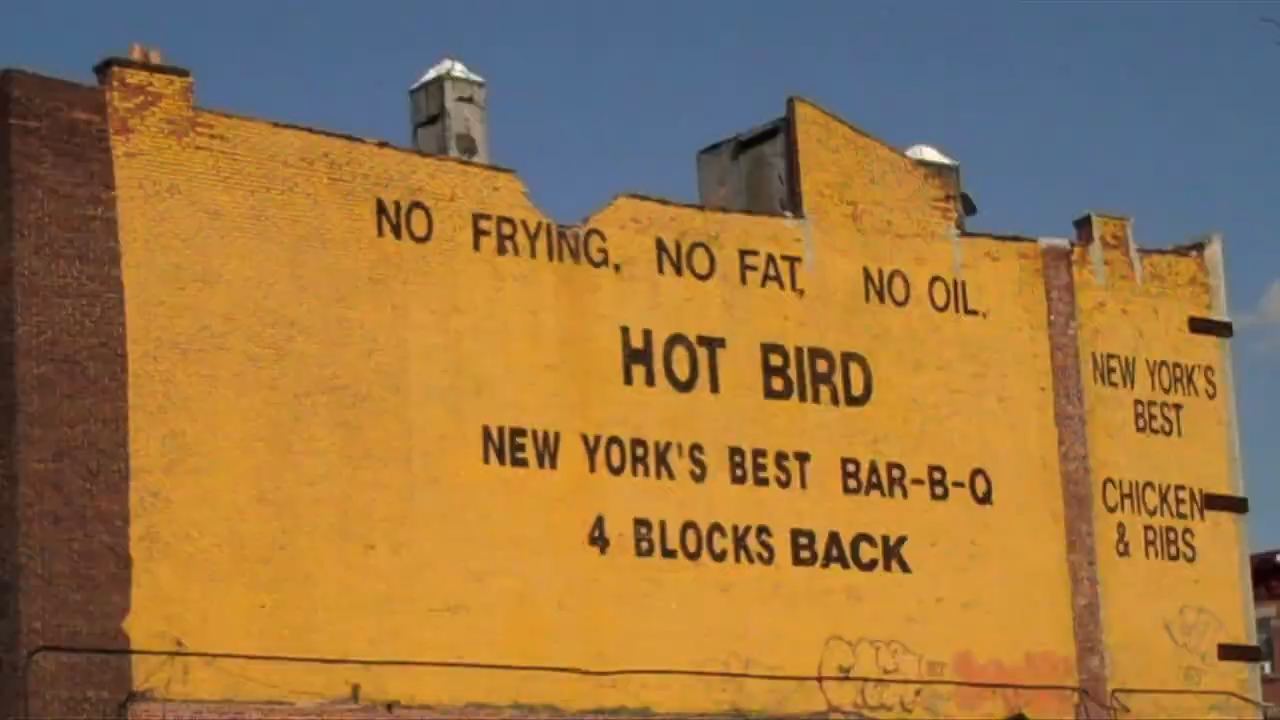 NO FRYING, NO FAT, NO OIL.
HOT BIRD
NEW YORK'S BEST BAR-B-Q
4 BLOCKS BACK
NEW YORK'S
BEST
CHICKEN
& RIBS